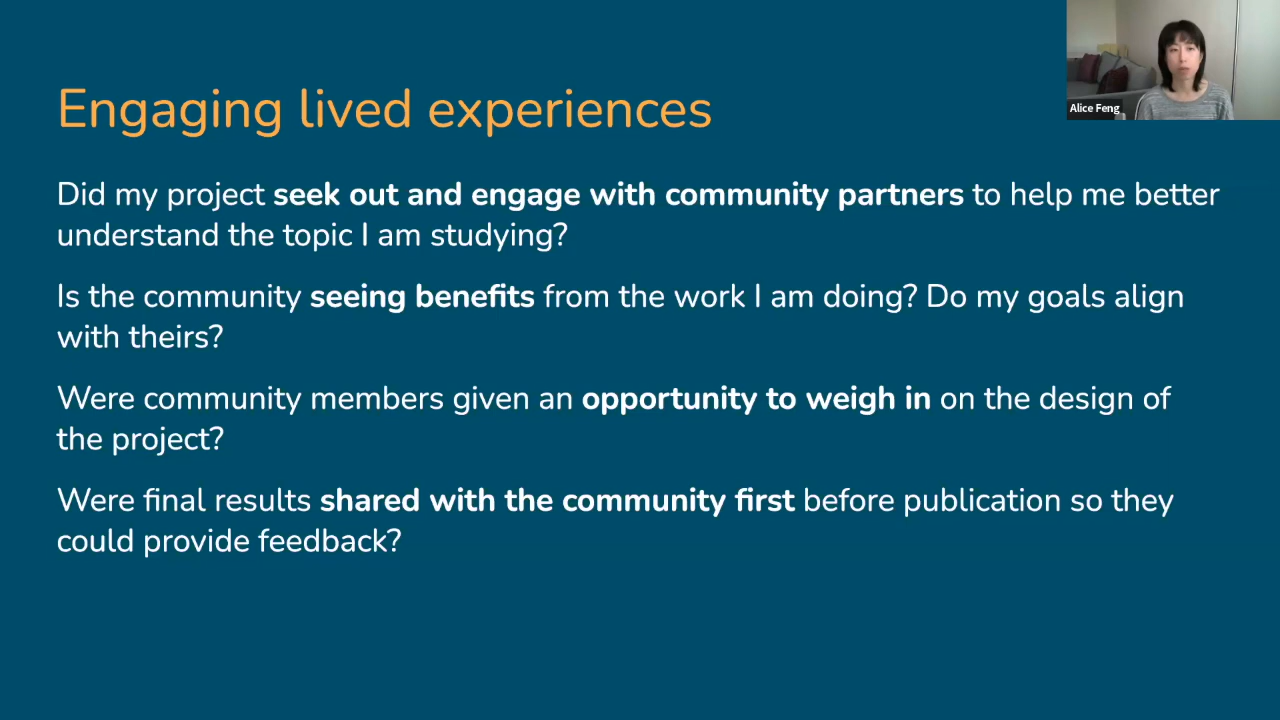 Engaging lived experiences
Alice Feng
Did my project seek out and engage with community partners to help me better
understand the topic I am studying?
Is the community seeing benefits from the work I am doing? Do my goals align
with theirs?
Were community members given an opportunity to weigh in on the design of
the project?
Were final results shared with the community first before publication so they
could provide feedback?